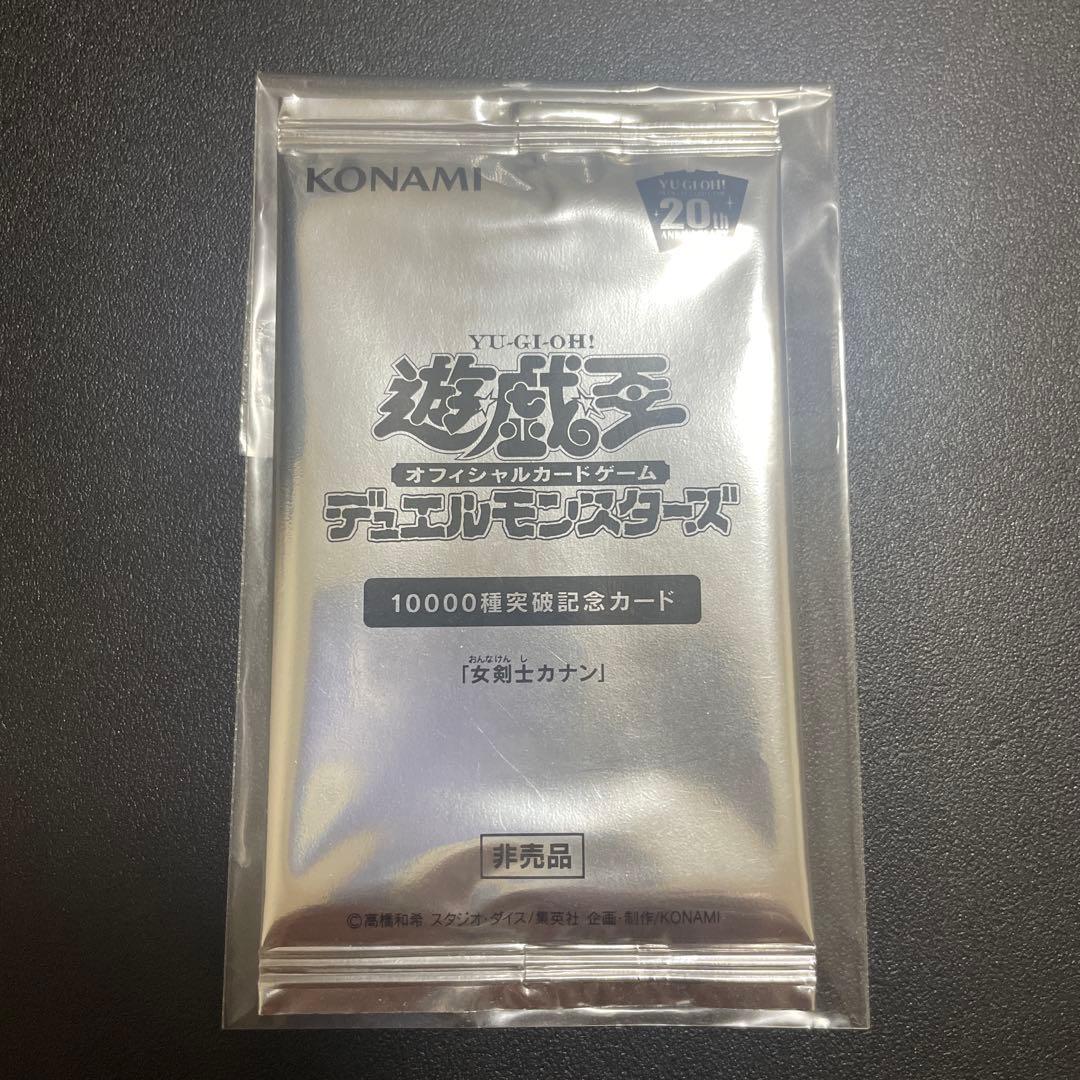 KONAMI
YU-GI-OH!
20th
ANNIVERSARY
YU-GI-OH!
遊戯王
オフィシャルカードゲーム
デュエルモンスターズ
10000種突破記念カード
おんなけんし
「女剣士カナン」
非売品
©高橋和希 スタジオ・ダイス/集英社 企画・制作/KONAMI